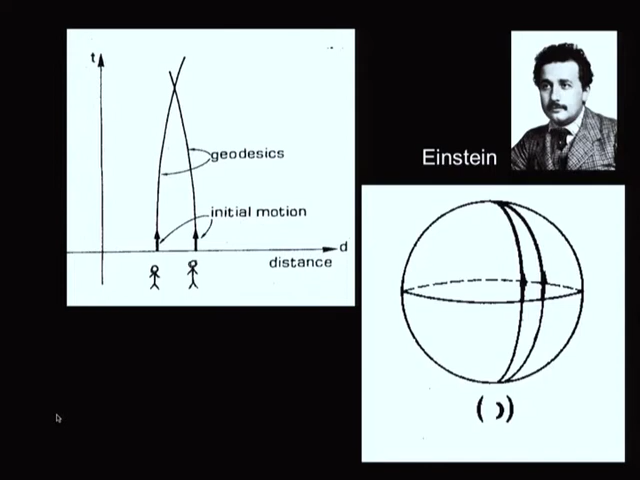 t
geodesics
initial motion
d
distance
Einstein
( )